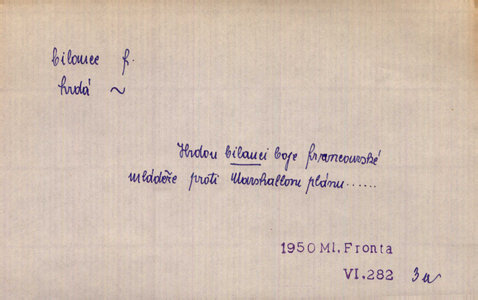 bilance f.
hrdá ~
Hrdou bilanci boje francouzské
mládeže proti Marshallovu plánu......
1950 Ml. Fronta
VI.282 3a